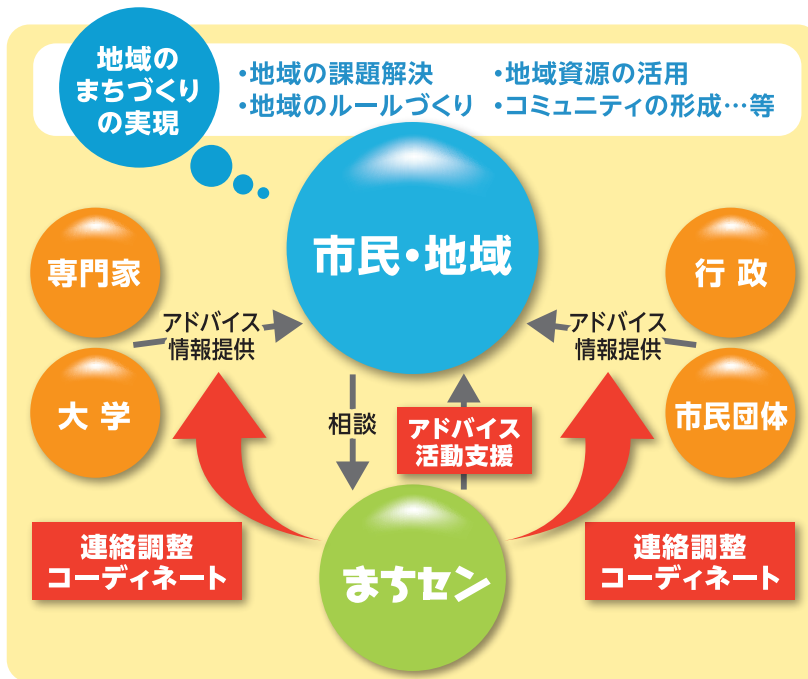 地域の
まちづくり
の実現
・地域の課題解決
・地域資源の活用
・地域のルールづくり
・コミュニティの形成…等
市民・地域
専門家
大学
アドバイス
情報提供
行政
市民団体
アドバイス
情報提供
相談
アドバイス
活動支援
連絡調整
コーディネート
まちセン
連絡調整
コーディネート